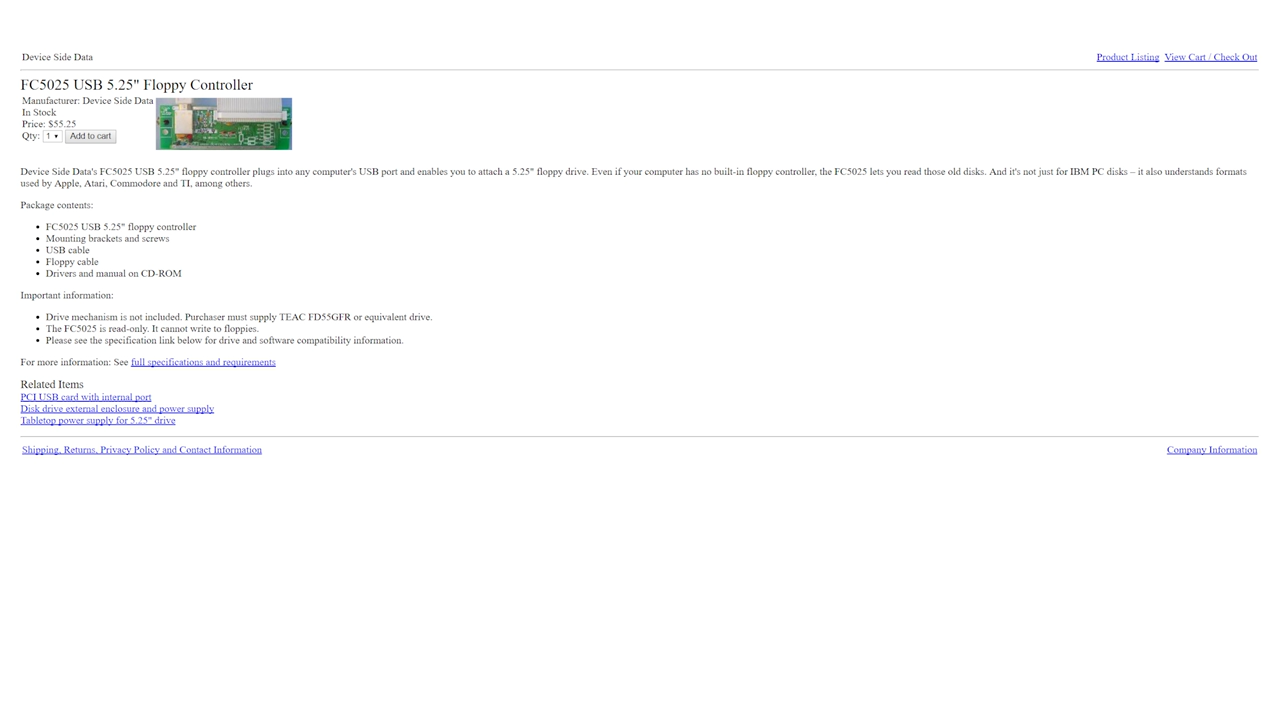 Device Side Data
Product Listing View Cart / Check Out
FC5025 USB 5.25" Floppy Controller
Manufacturer: Device Side Data
In Stock
Price: $55.25
Qty: 1 Add to cart
Device Side Data's FC5025 USB 5.25" floppy controller plugs into any computer's USB port and enables you to attach a 5.25" floppy drive. Even if your computer has no built-in floppy controller, the FC5025 lets you read those old disks. And it's not just for IBM PC disks – it also understands formats
used by Apple, Atari, Commodore and TI, among others.
Package contents:
• FC5025 USB 5.25" floppy controller
• Mounting brackets and screws
• USB cable
• Floppy cable
• Drivers and manual on CD-ROM
Important information:
• Drive mechanism is not included. Purchaser must supply TEAC FD55GFR or equivalent drive.
• The FC5025 is read-only. It cannot write to floppies.
• Please see the specification link below for drive and software compatibility information.
For more information: See full specifications and requirements
Related Items
PCI USB card with internal port
Disk drive external enclosure and power supply
Tabletop power supply for 5.25" drive
Shipping, Returns, Privacy Policy and Contact Information
Company Information